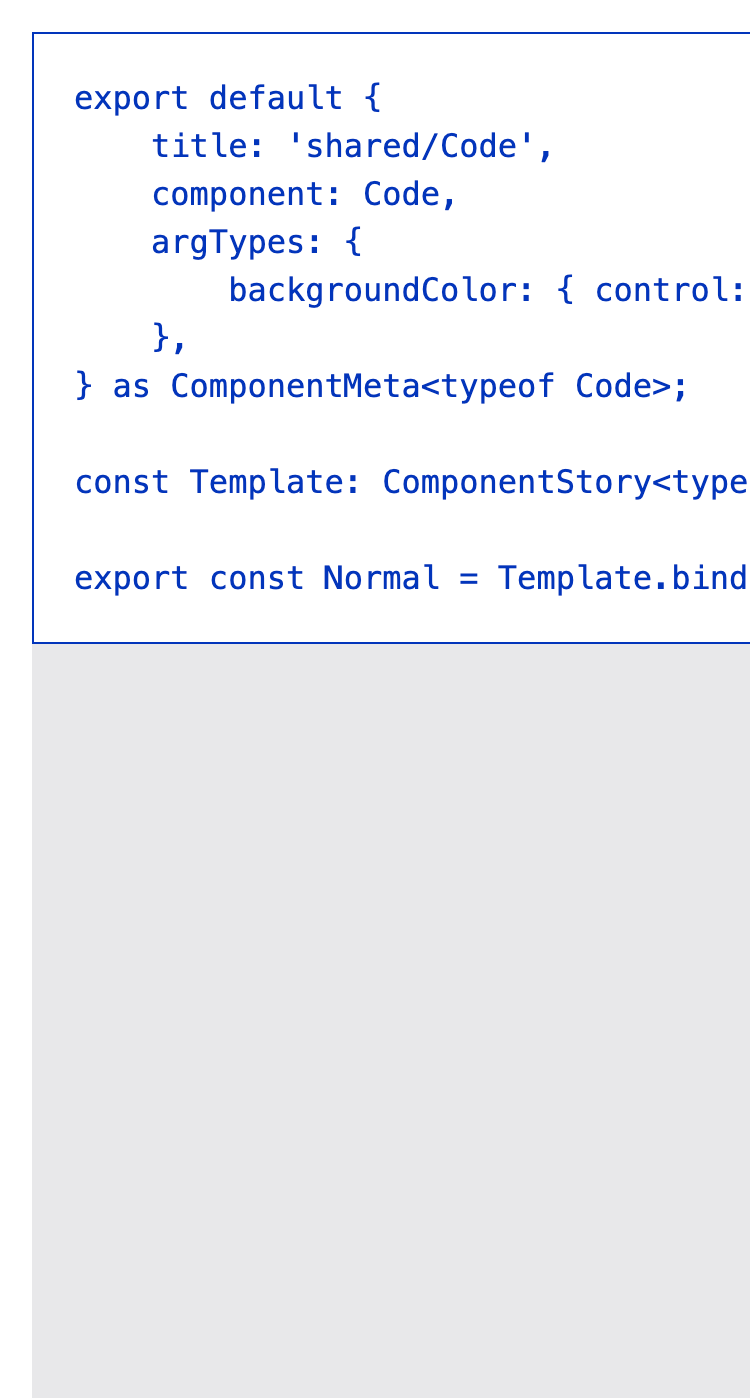 export default {
    title: 'shared/Code',
    component: Code,
    argTypes: {
        backgroundColor: { control:
    },
} as ComponentMeta<typeof Code>;

const Template: ComponentStory<type

export const Normal = Template.bind